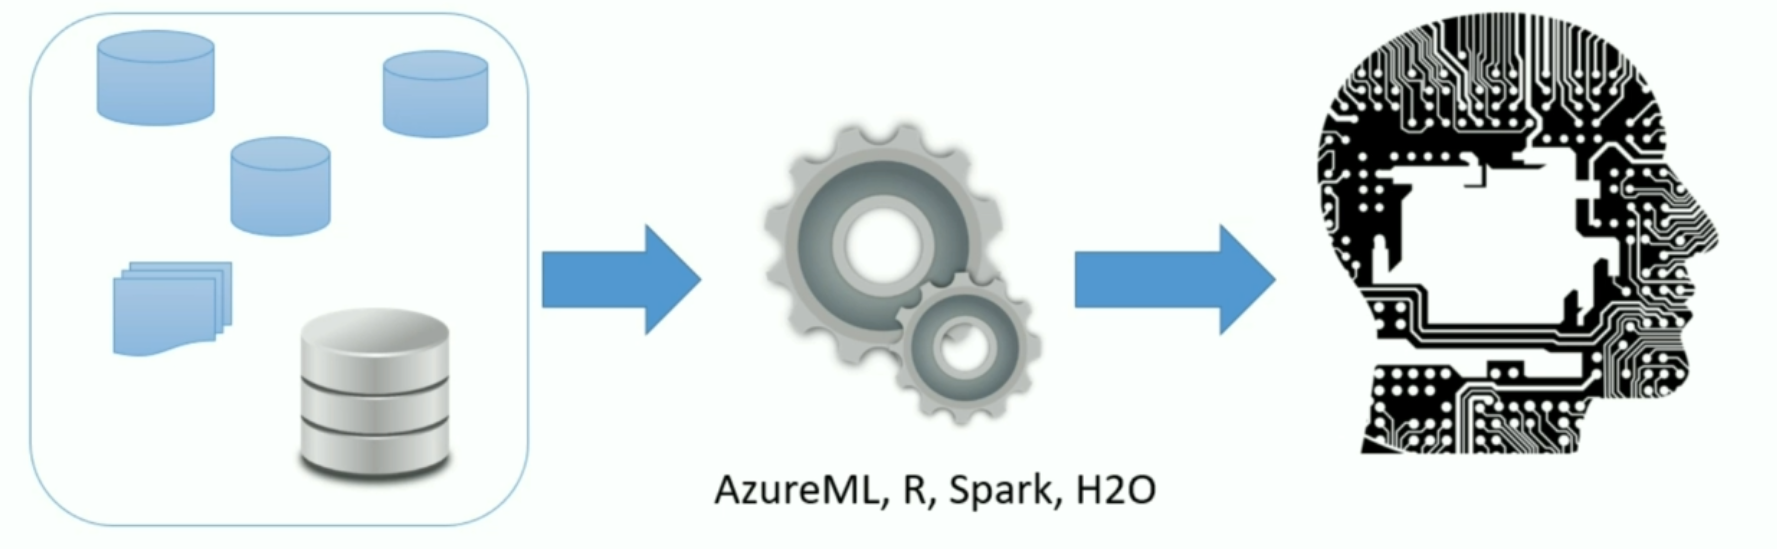 AzureML, R, Spark, H2O